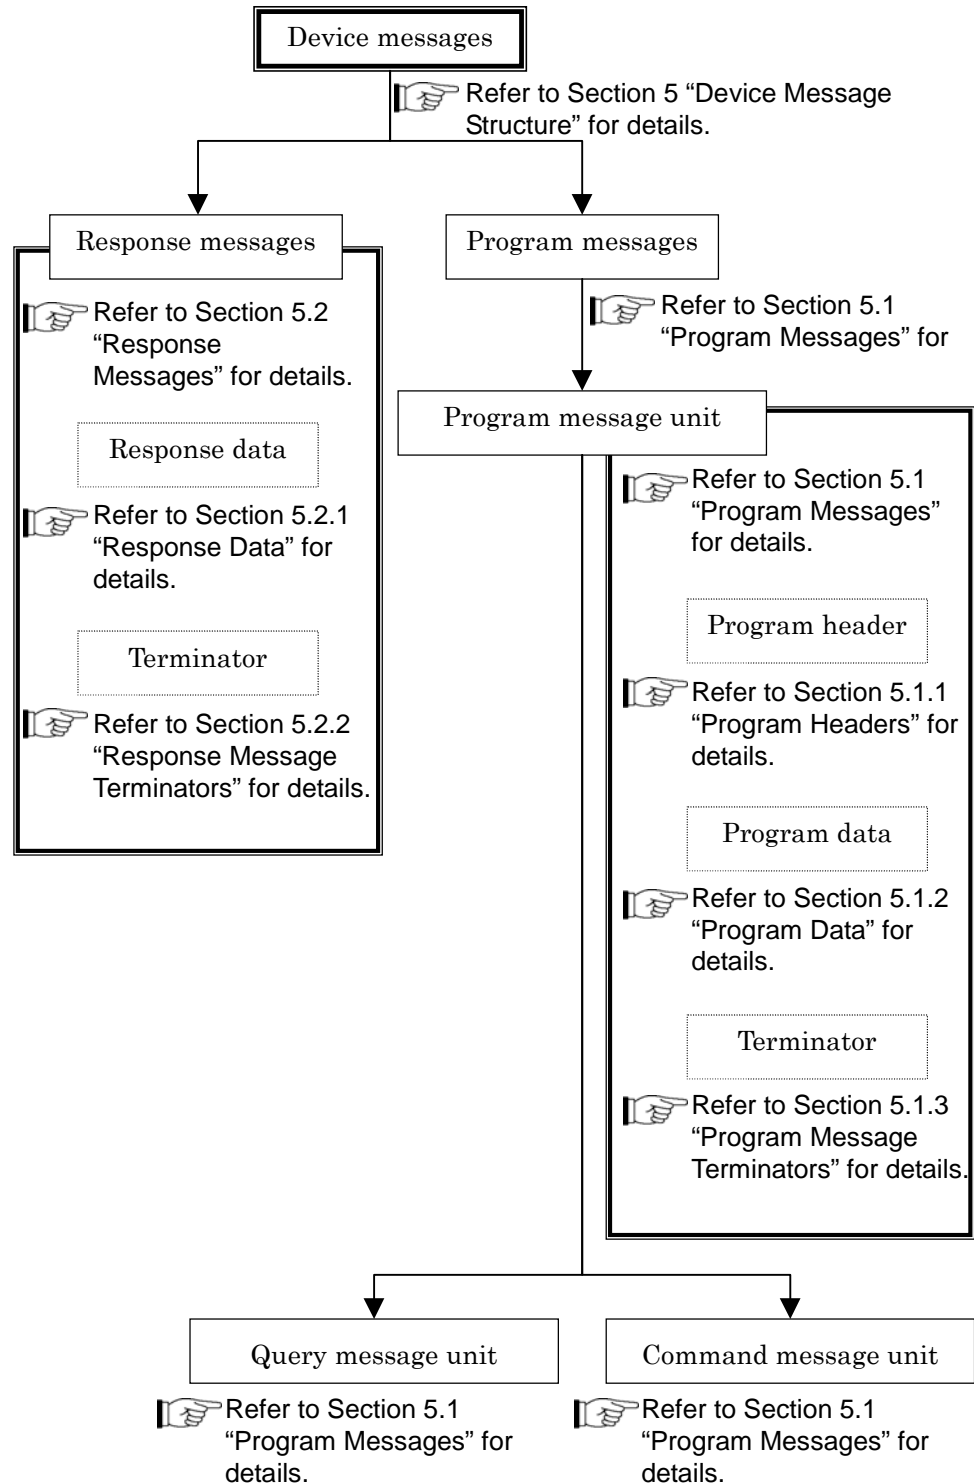 Device messages
Refer to Section 5 “Device Message
Structure” for details.
Response messages
Refer to Section 5.2
“Response
Messages” for details.
Response data
Refer to Section 5.2.1
“Response Data” for
details.
Terminator
Refer to Section 5.2.2
“Response Message
Terminators” for details.
Program messages
Refer to Section 5.1
“Program Messages” for
Program message unit
Refer to Section 5.1
“Program Messages”
for details.
Program header
Refer to Section 5.1.1
“Program Headers” for
details.
Program data
Refer to Section 5.1.2
“Program Data” for
details.
Terminator
Refer to Section 5.1.3
“Program Message
Terminators” for details.
Query message unit
Refer to Section 5.1
“Program Messages” for
details.
Command message unit
Refer to Section 5.1
“Program Messages” for
details.